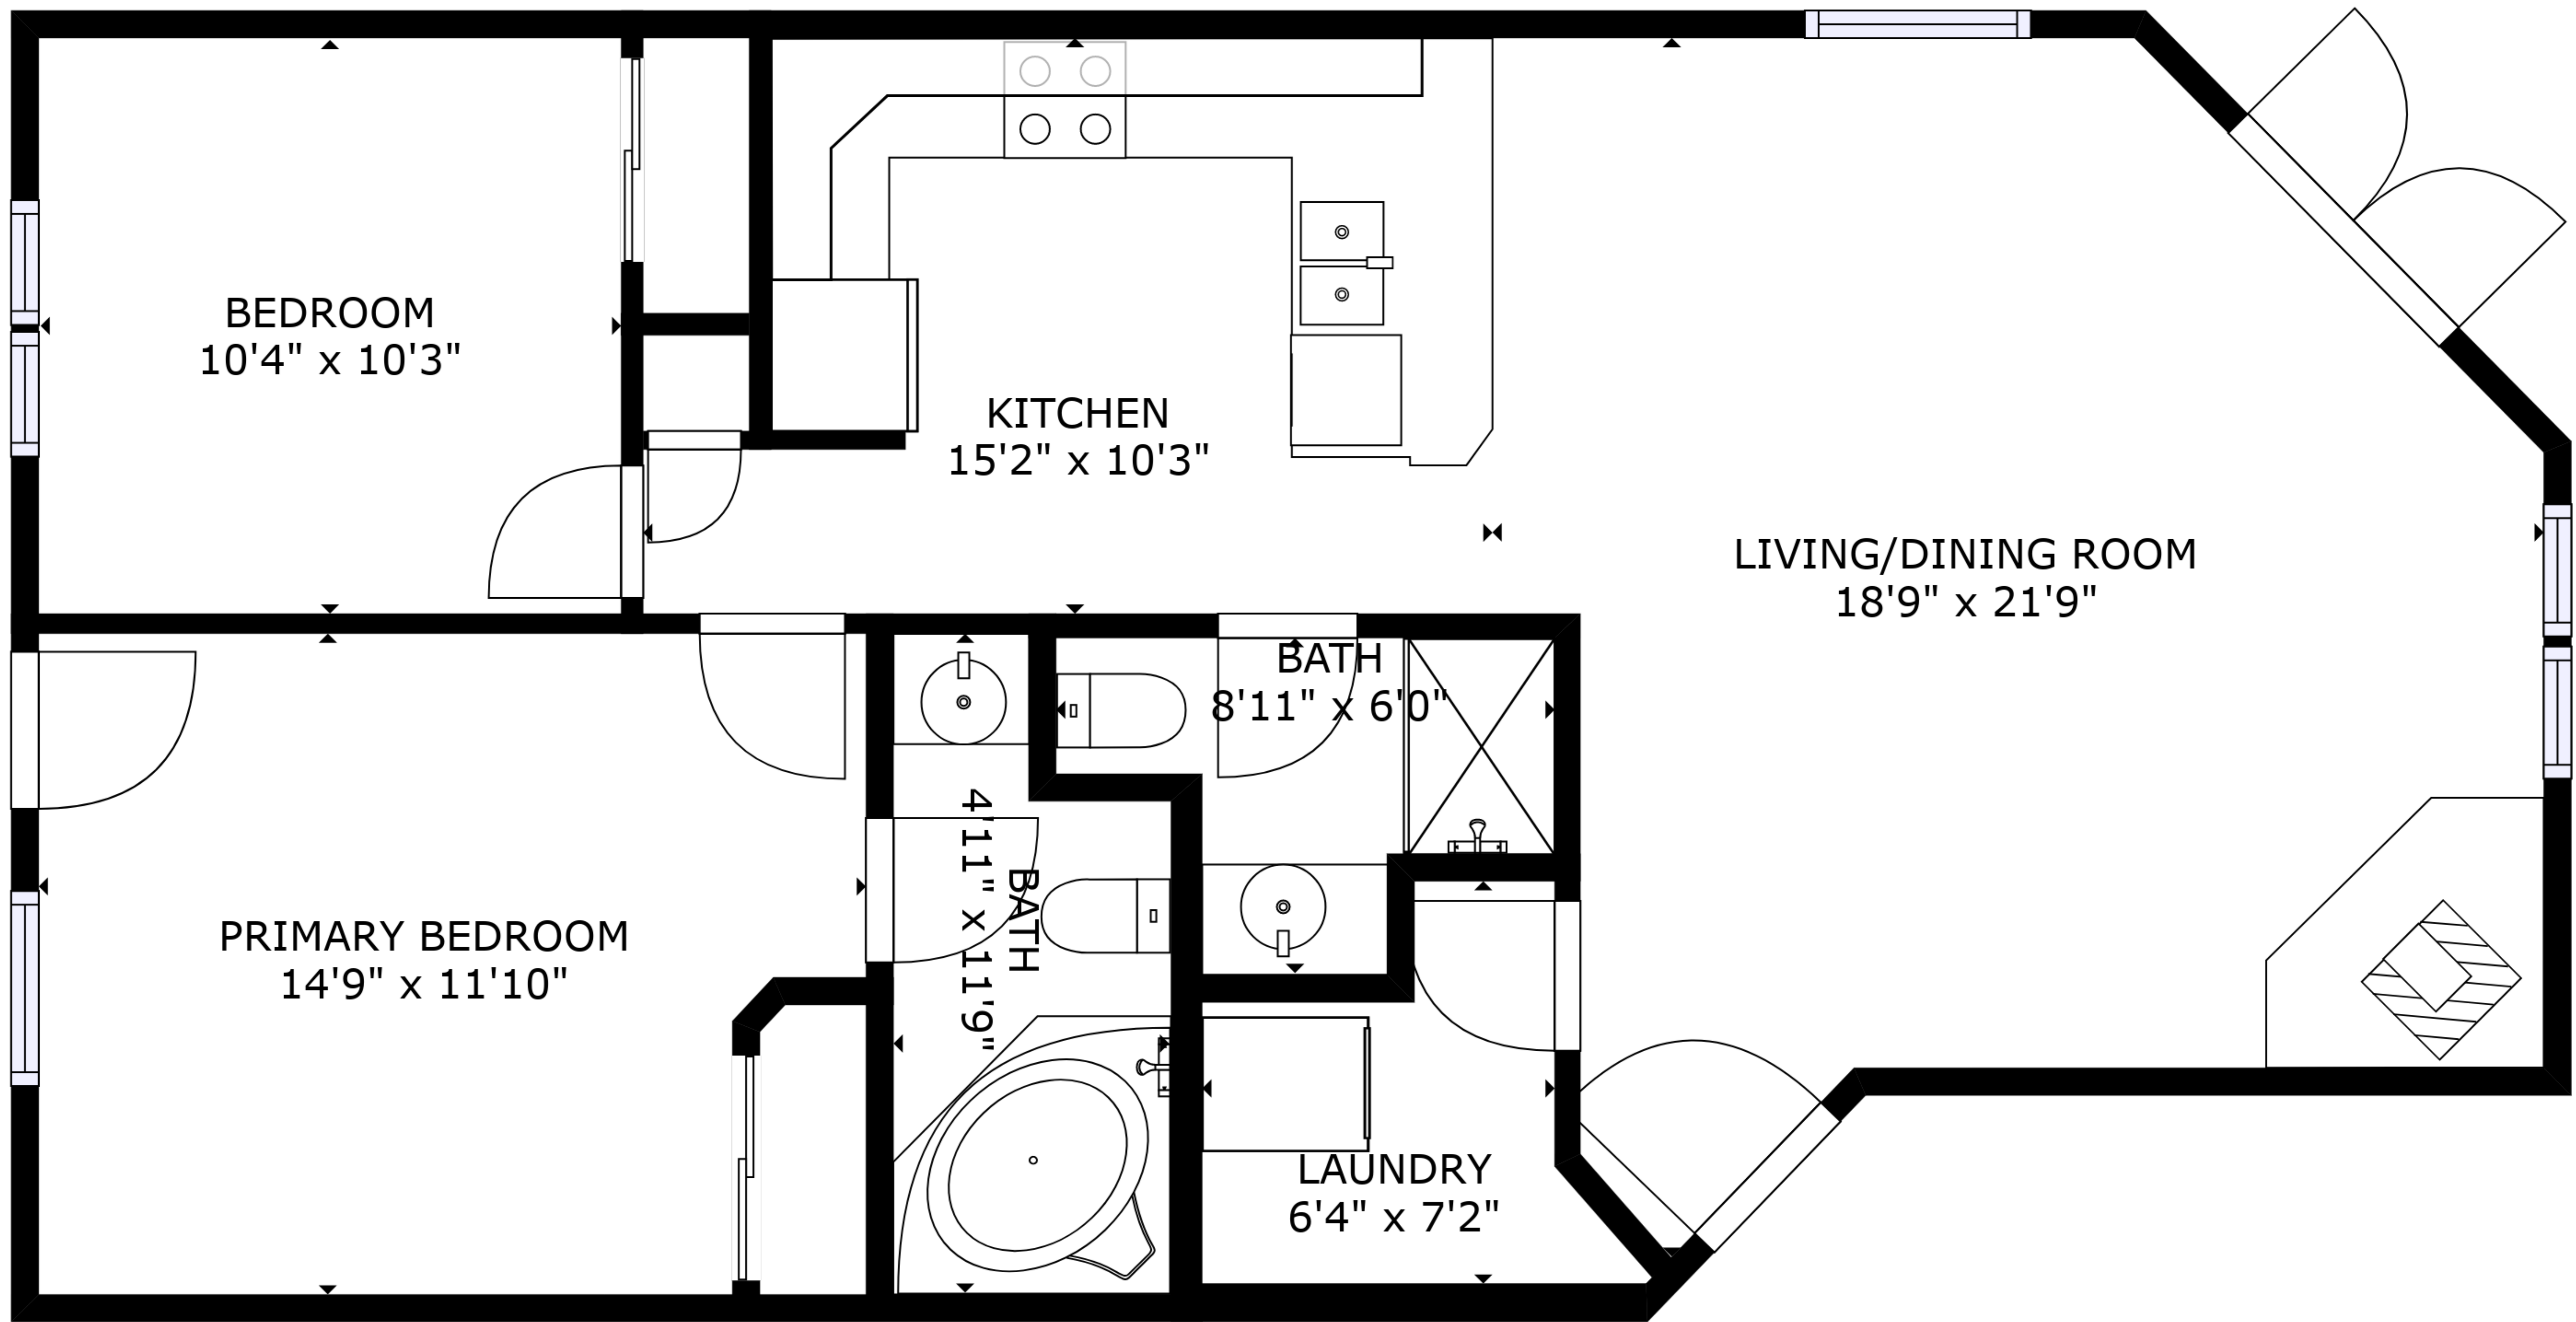 BEDROOM
10'4" x 10'3"
KITCHEN
15'2" x 10'3"
LIVING/DINING ROOM
18'9" x 21'9"
BATH
8'11" x 6'0"
BATH
4'11" x 11'9"
PRIMARY BEDROOM
14'9" x 11'10"
LAUNDRY
6'4" x 7'2"